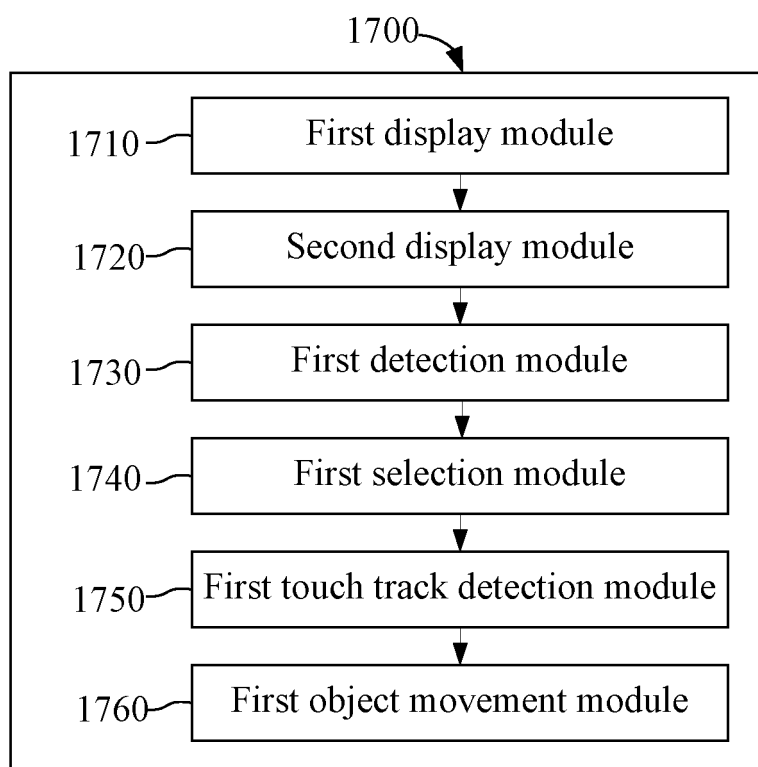 1700
1710 First display module
1720 Second display module
1730 First detection module
1740 First selection module
1750 First touch track detection module
1760 First object movement module